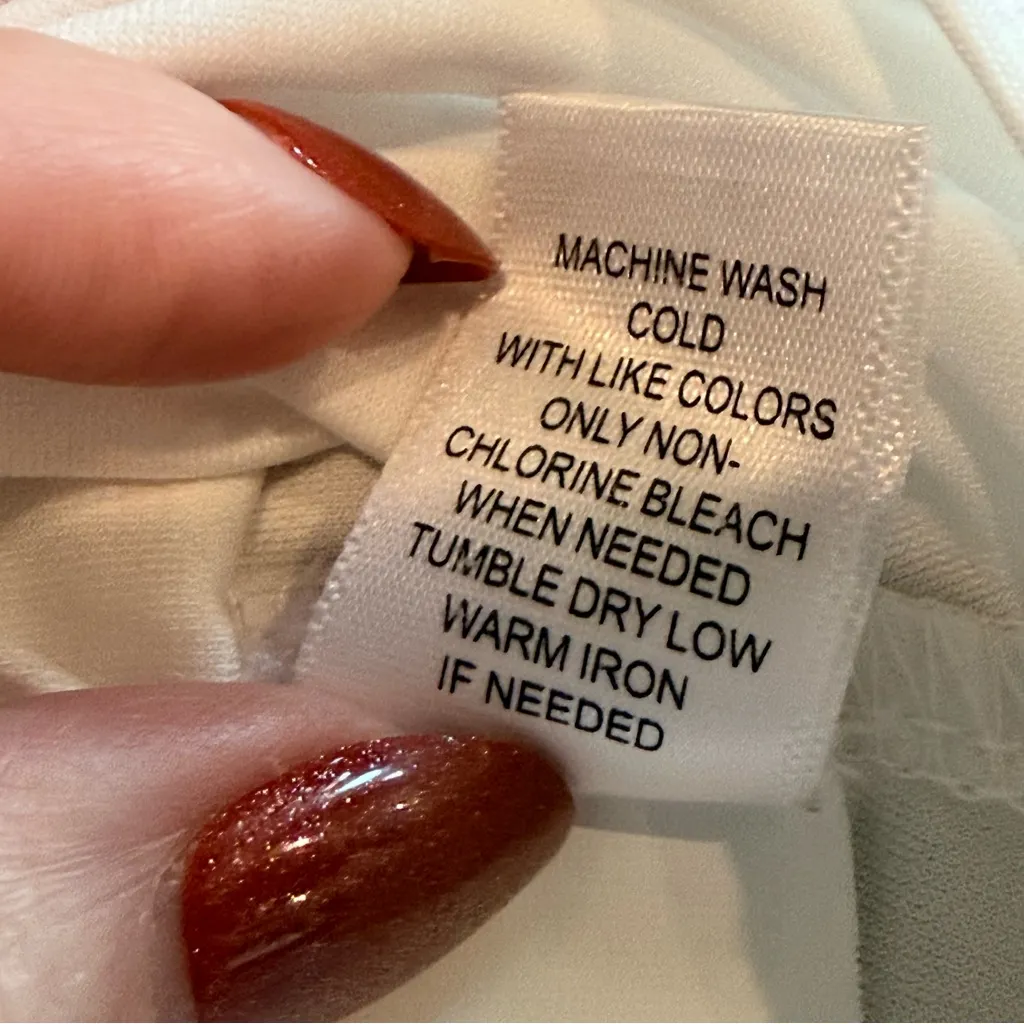 MACHINE WASH
COLD
WITH LIKE COLORS
ONLY NON-
CHLORINE BLEACH
WHEN NEEDED
TUMBLE DRY LOW
WARM IRON
IF NEEDED